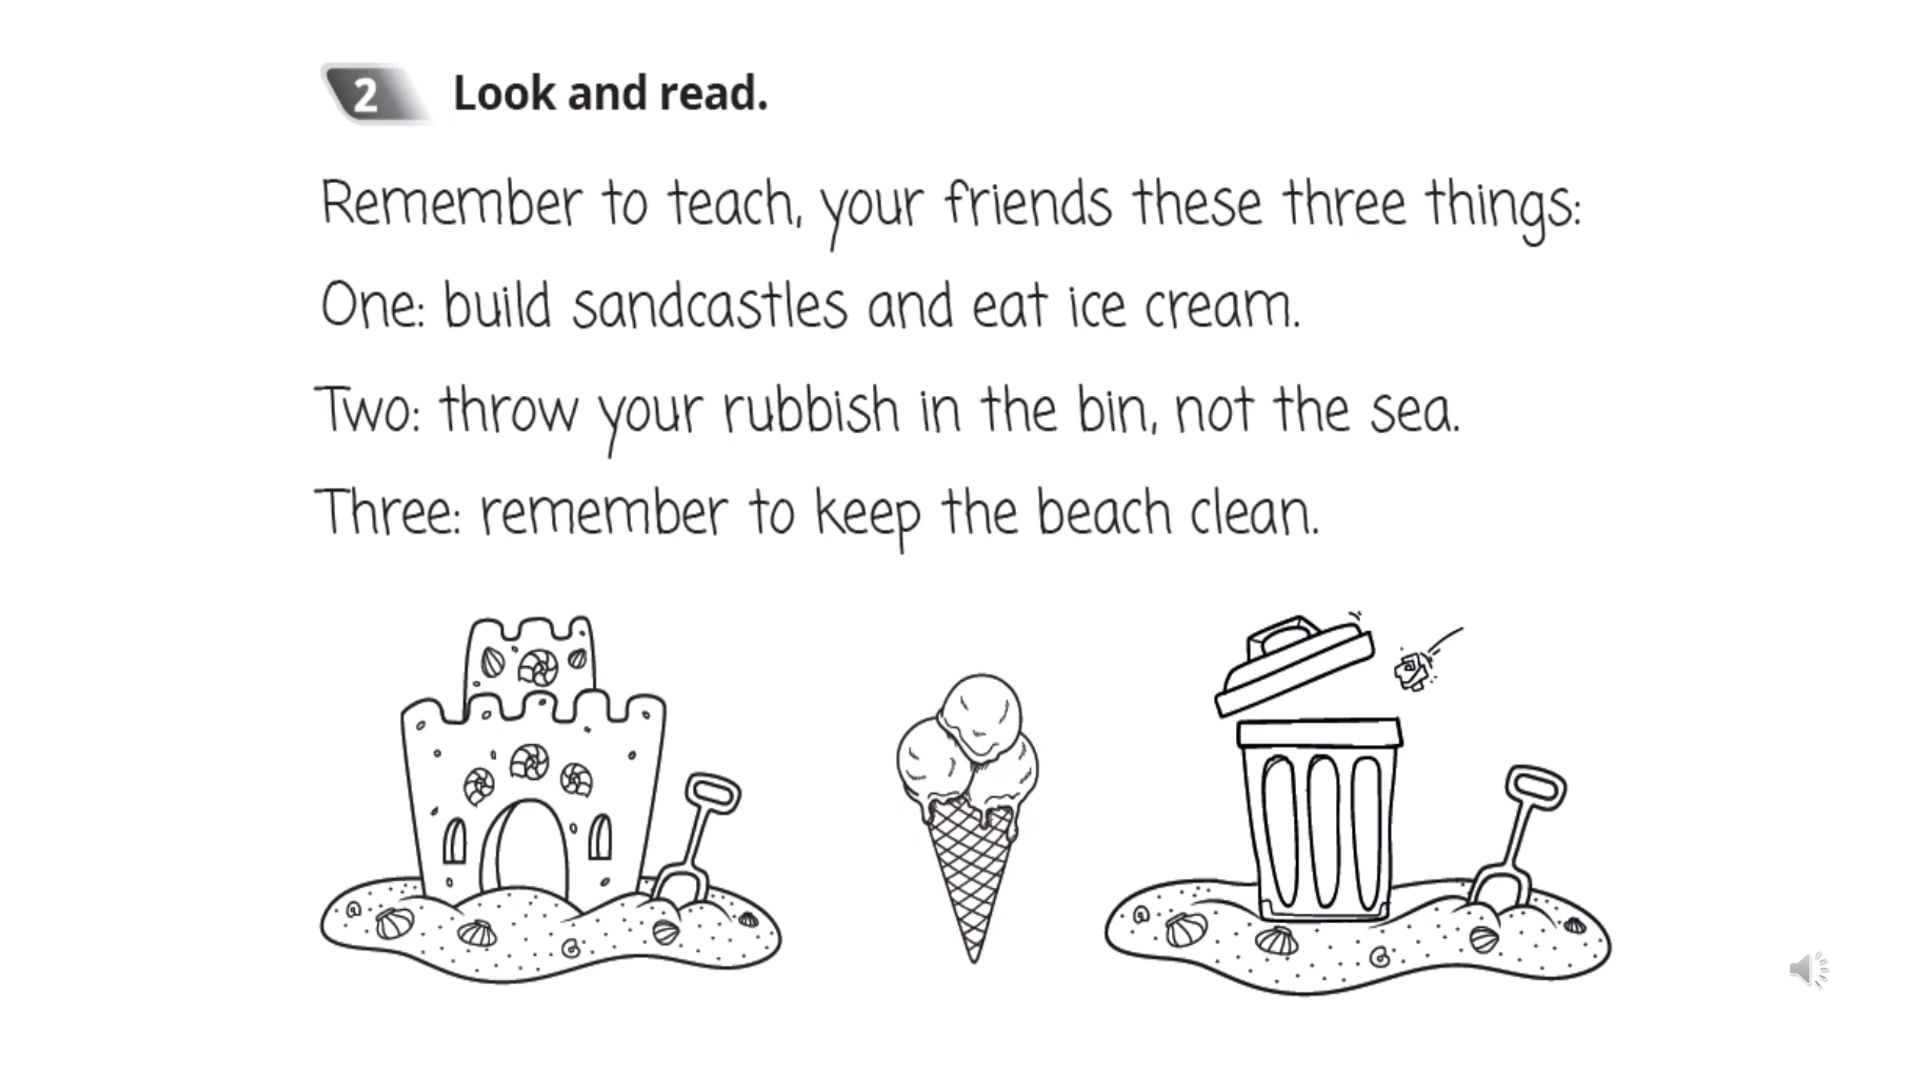 2 Look and read.
Remember to teach, your friends these three things:
One: build sandcastles and eat ice cream.
Two: throw your rubbish in the bin, not the sea.
Three: remember to keep the beach clean.